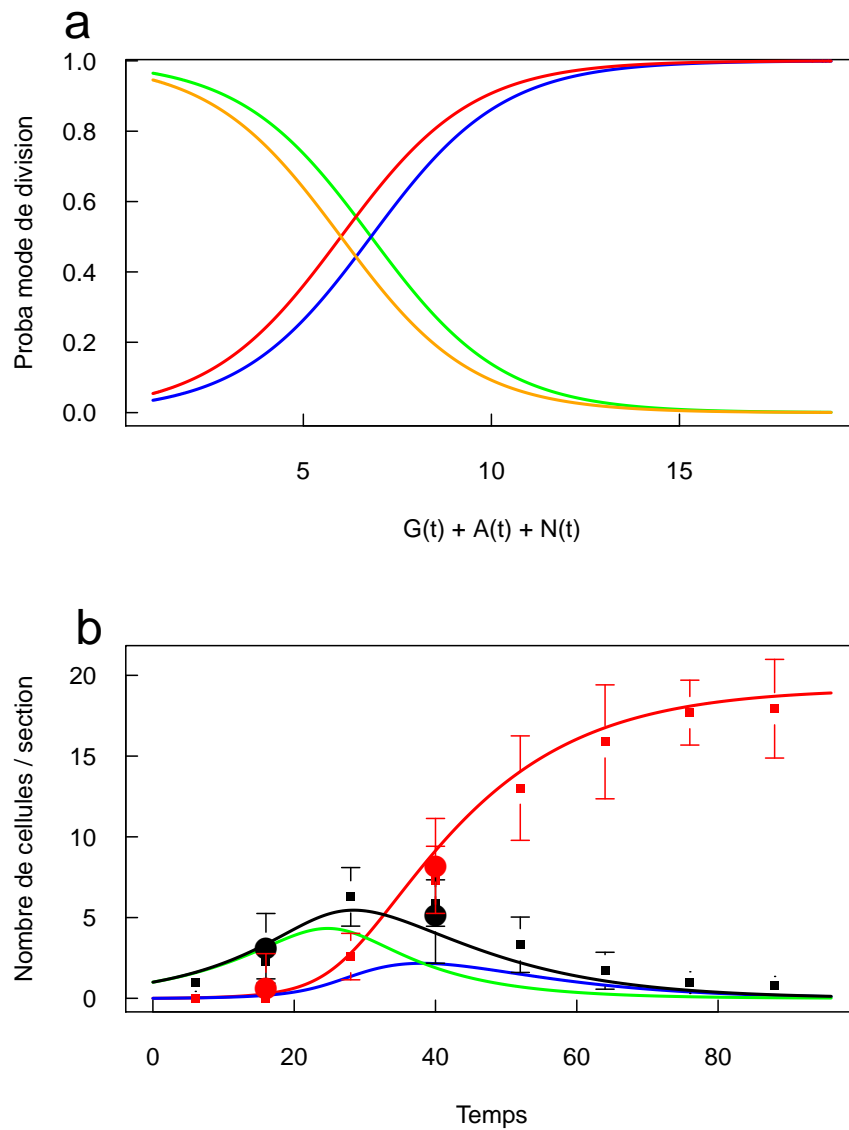 a
Proba mode de division
1.0
0.8
0.6
0.4
0.2
0.0
5 10 15
G(t) + A(t) + N(t)
b
Nombre de cellules / section
20
15
10
5
0
0 20 40 60 80
Temps